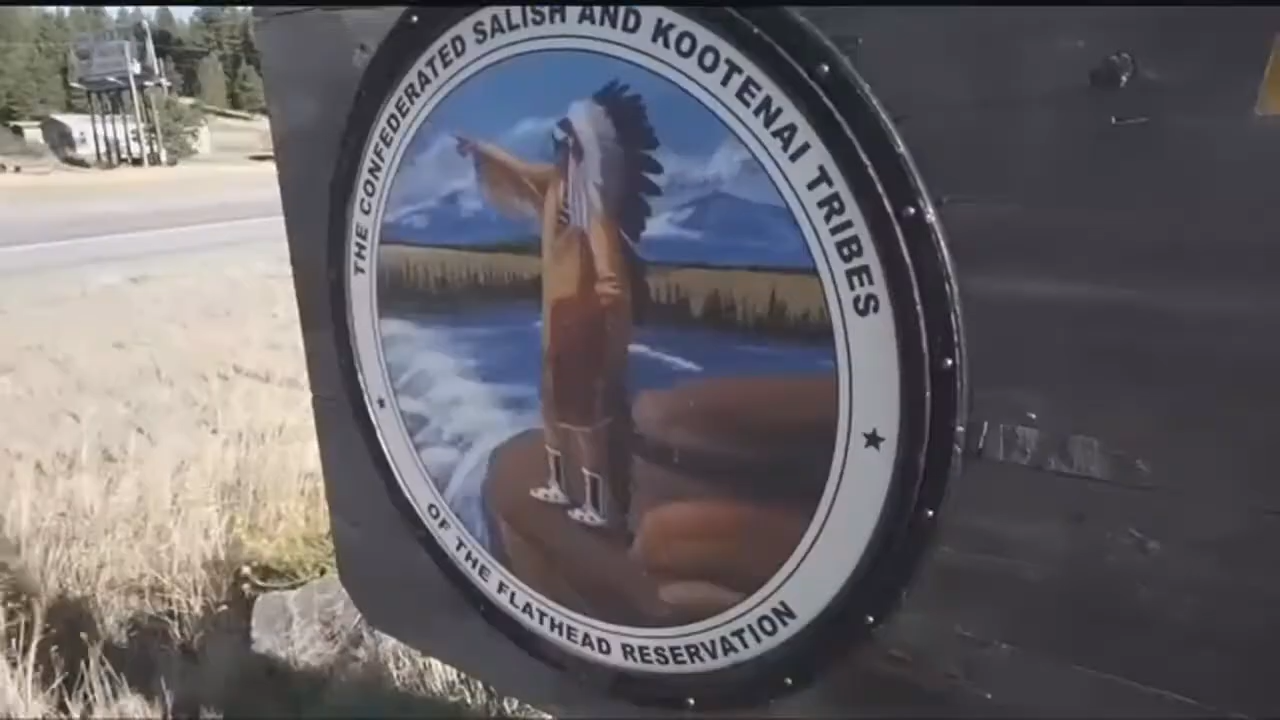 THE CONFEDERATED SALISH AND KOOTENAI TRIBES
OF THE FLATHEAD RESERVATION